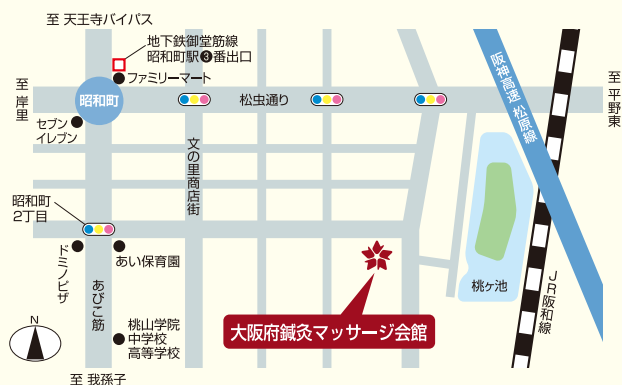 至 天王寺バイパス
地下鉄御堂筋線
昭和町駅❸番出口
ファミリーマート
至 岸里
昭和町
松虫通り
阪神高速 松原線
至 平野東
セブン
イレブン
文の里商店街
昭和町
2丁目
ドミノピザ
あい保育園
あびこ筋
桃ヶ池
JR阪和線
大阪府鍼灸マッサージ会館
N
桃山学院
中学校
高等学校
至 我孫子